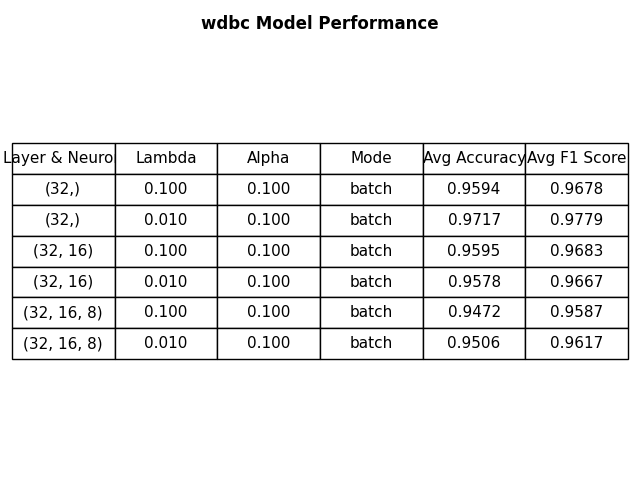 wdbc Model Performance
Layer & Neuro Lambda Alpha Mode Avg Accuracy Avg F1 Score
(32,) 0.100 0.100 batch 0.9594 0.9678
(32,) 0.010 0.100 batch 0.9717 0.9779
(32, 16) 0.100 0.100 batch 0.9595 0.9683
(32, 16) 0.010 0.100 batch 0.9578 0.9667
(32, 16, 8) 0.100 0.100 batch 0.9472 0.9587
(32, 16, 8) 0.010 0.100 batch 0.9506 0.9617